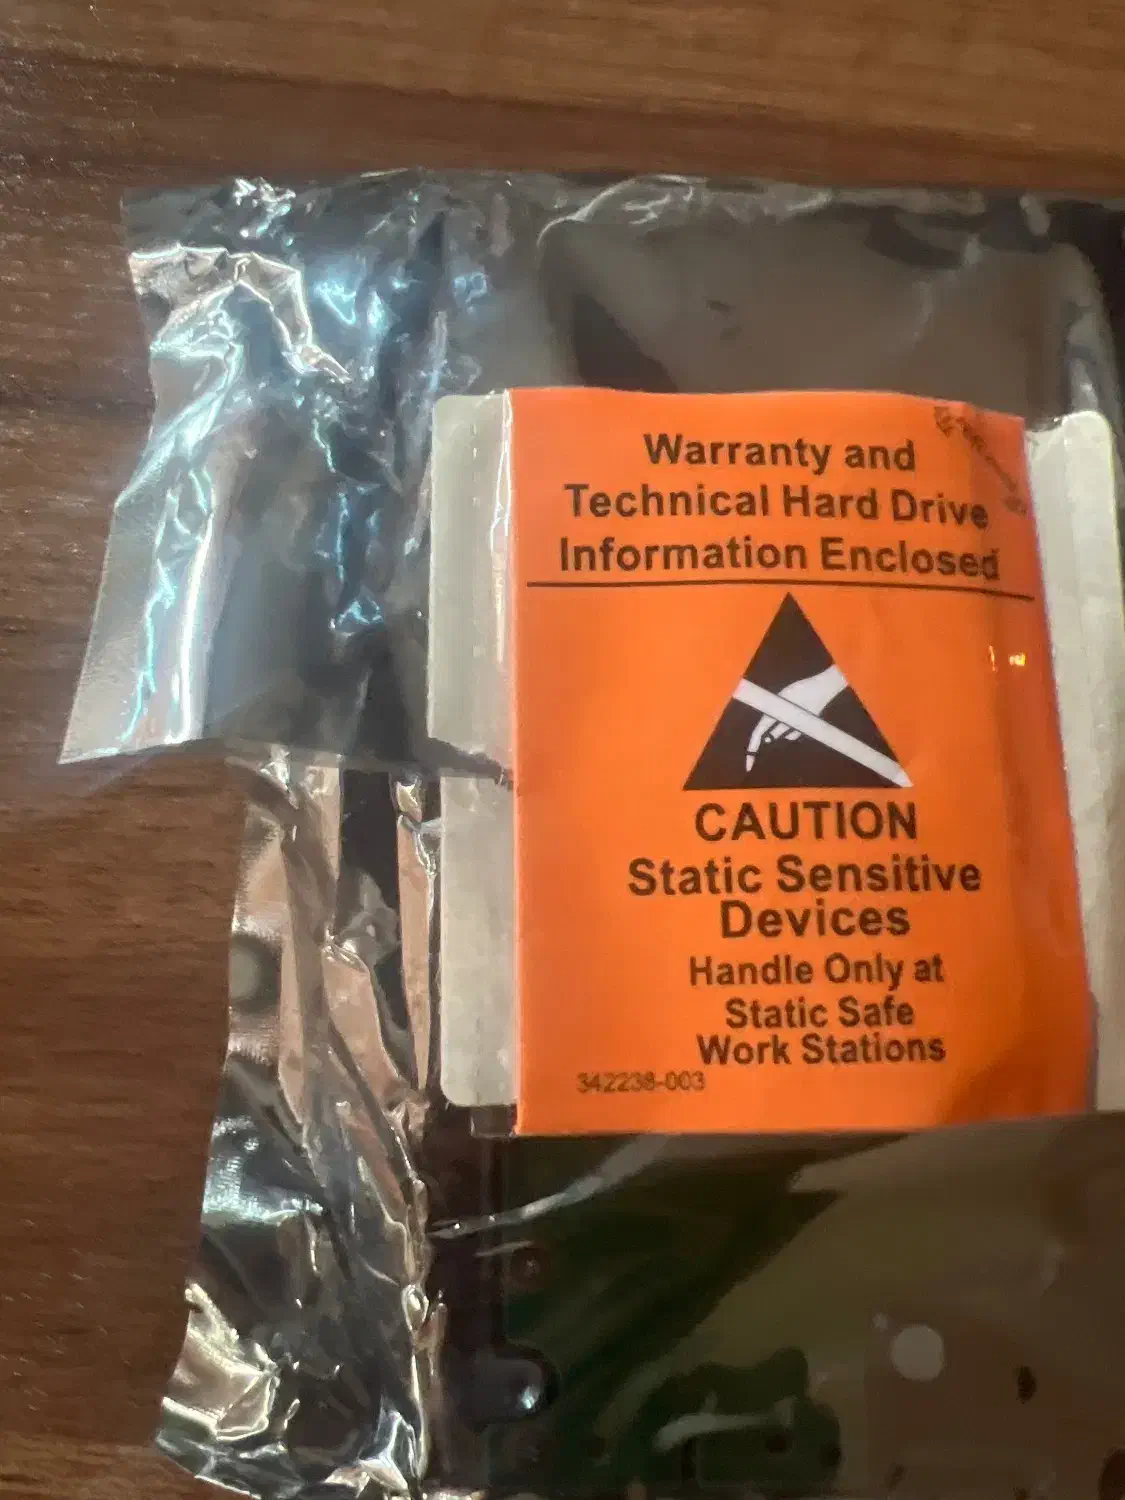 Warranty and
Technical Hard Drive
Information Enclosed
CAUTION
Static Sensitive
Devices
Handle Only at
Static Safe
Work Stations
342238-003